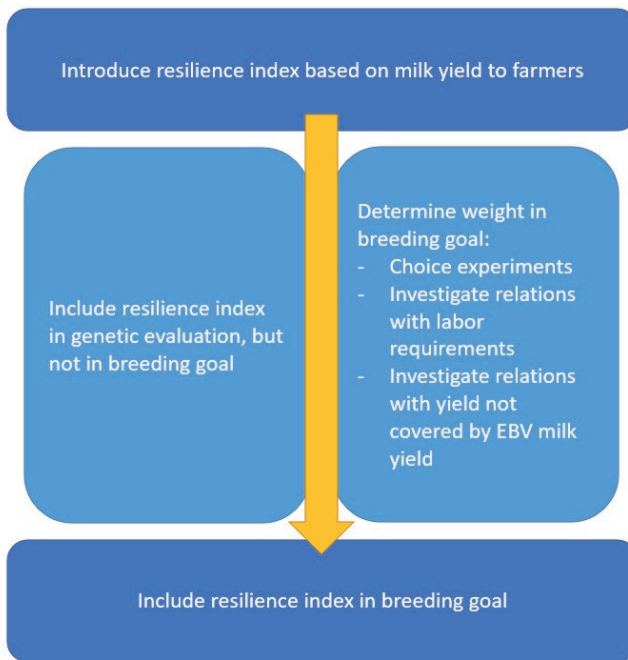 Introduce resilience index based on milk yield to farmers
Include resilience index
in genetic evaluation, but
not in breeding goal
Determine weight in
breeding goal:
- Choice experiments
- Investigate relations
with labor
requirements
- Investigate relations
with yield not
covered by EBV milk
yield
Include resilience index in breeding goal